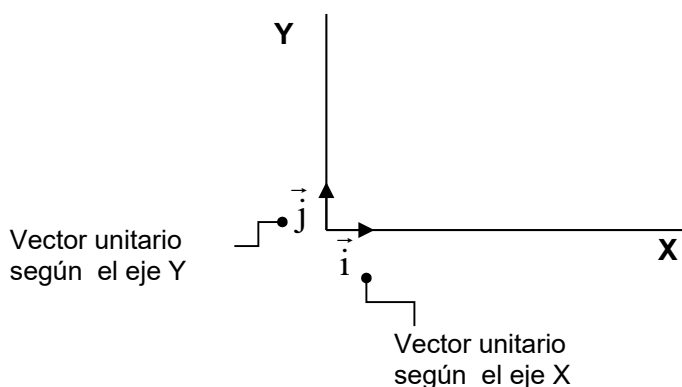 Y
j
Vector unitario
según el eje Y
i
X
Vector unitario
según el eje X